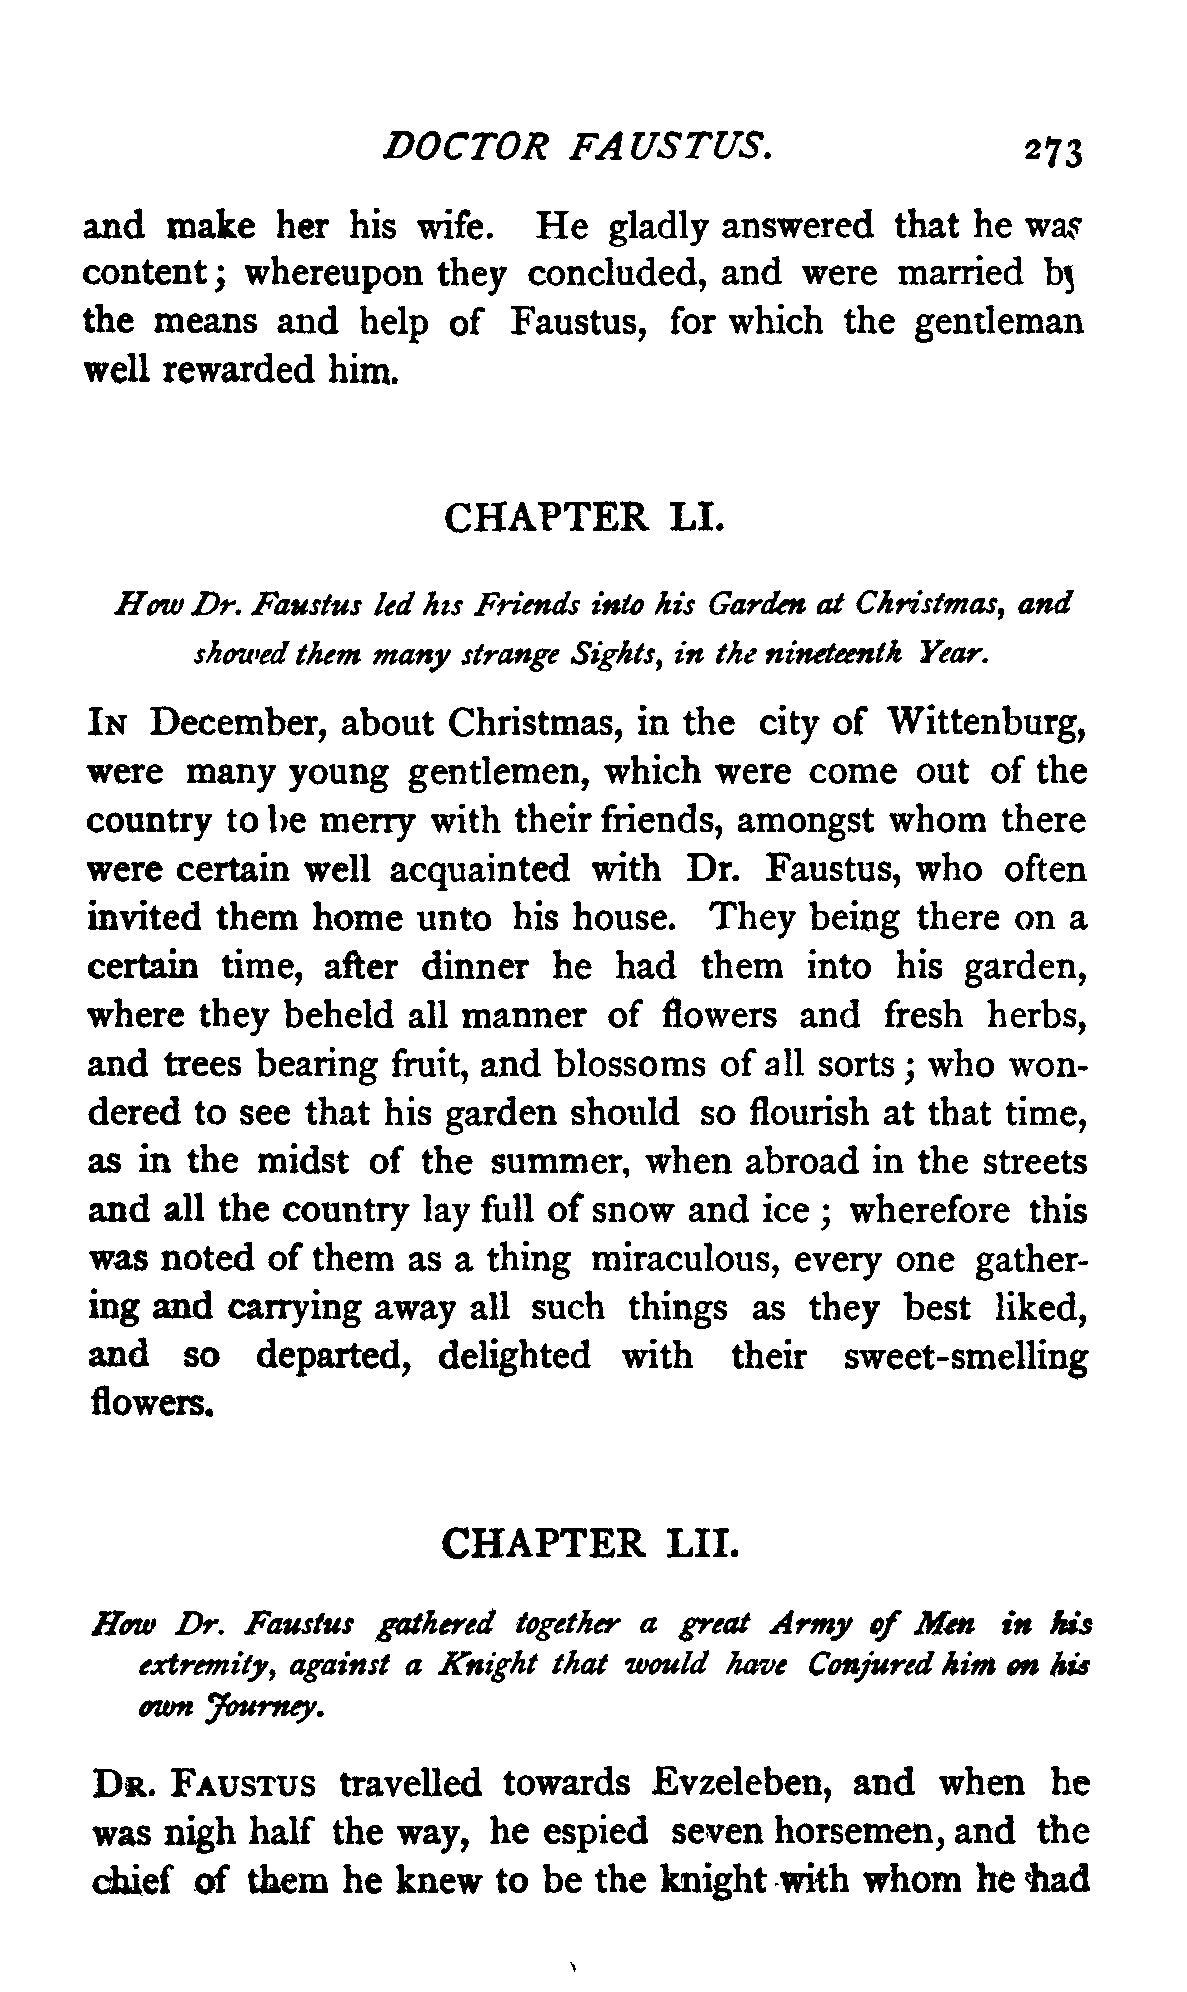 DOCTOR FAUSTUS. 273
and make her his wife. He gladly answered that he was
content; whereupon they concluded, and were married by
the means and help of Faustus, for which the gentleman
well rewarded him.
CHAPTER LI.
How Dr. Faustus led his Friends into his Garden at Christmas, and
showed them many strange Sights, in the nineteenth Year.
IN December, about Christmas, in the city of Wittenburg,
were many young gentlemen, which were come out of the
country to be merry with their friends, amongst whom there
were certain well acquainted with Dr. Faustus, who often
invited them home unto his house. They being there on a
certain time, after dinner he had them into his garden,
where they beheld all manner of flowers and fresh herbs,
and trees bearing fruit, and blossoms of all sorts; who won-
dered to see that his garden should so flourish at that time,
as in the midst of the summer, when abroad in the streets
and all the country lay full of snow and ice; wherefore this
was noted of them as a thing miraculous, every one gather-
ing and carrying away all such things as they best liked,
and so departed, delighted with their sweet-smelling
flowers.
CHAPTER LII.
How Dr. Faustus gathered together a great Army of Men in his
extremity, against a Knight that would have Conjured him on his
own Journey.
DR. FAUSTUS travelled towards Evzeleben, and when he
was nigh half the way, he espied seven horsemen, and the
chief of them he knew to be the knight with whom he had